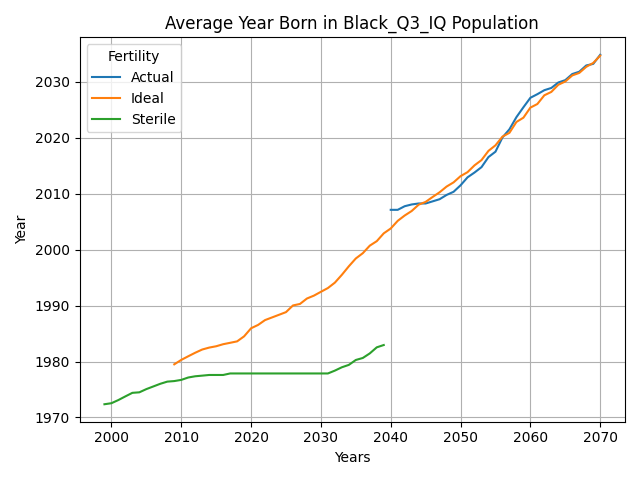 Average Year Born in Black_Q3_IQ Population
Fertility
Actual
Ideal
Sterile
Year
2030
2020
2010
2000
1990
1980
1970
2000 2010 2020 2030 2040 2050 2060 2070
Years